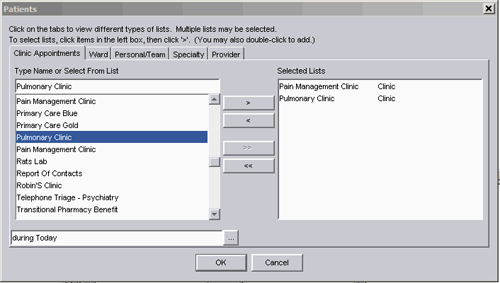 Patients
Click on the tabs to view different types of lists. Multiple lists may be selected.
To select lists, click items in the left box, then click '>'. (You may also double-click to add.)
Clinic Appointments Ward Personal/Team Specialty Provider
Type Name or Select From List
Pulmonary Clinic
Pain Management Clinic
Primary Care Blue
Primary Care Gold
Pulmonary Clinic
Pain Management Clinic
Rats Lab
Report Of Contacts
Robin'S Clinic
Telephone Triage - Psychiatry
Transitional Pharmacy Benefit
>
<
>>
<<
Selected Lists
Pain Management Clinic Clinic
Pulmonary Clinic Clinic
during Today ...
OK Cancel